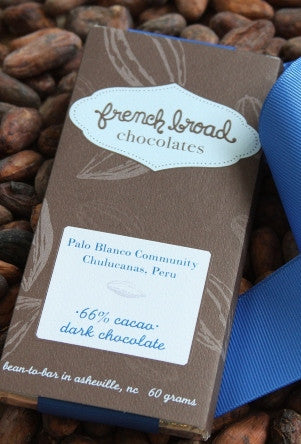 french broad
chocolates
Palo Blanco Community
Chulucanas, Peru
·66% cacao·
dark chocolate
bean-to-bar in asheville, nc 60 grams